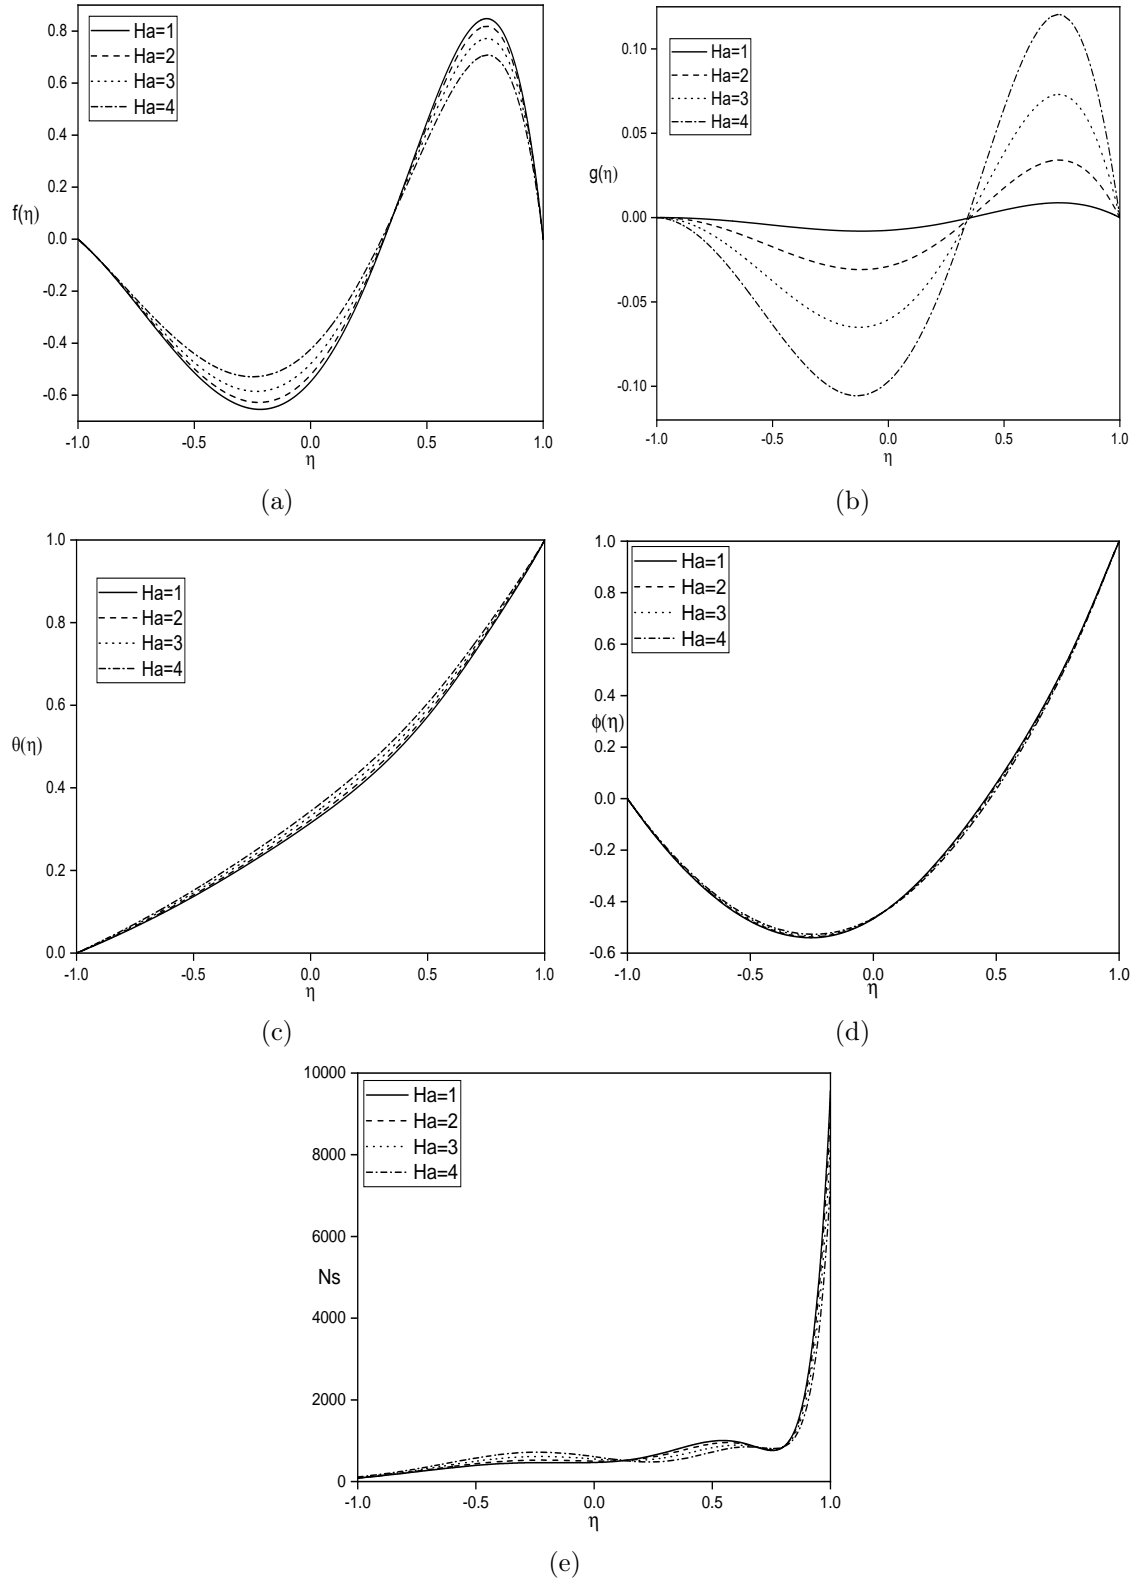 0.8
0.6
0.4
0.2
0.0
-0.2
-0.4
-0.6
f(η)
Ha=1
Ha=2
Ha=3
Ha=4
-1.0 -0.5 0.0 0.5 1.0
η
(a)
0.10
0.05
0.00
-0.05
-0.10
g(η)
Ha=1
Ha=2
Ha=3
Ha=4
-1.0 -0.5 0.0 0.5 1.0
η
(b)
1.0
0.8
0.6
0.4
0.2
0.0
θ(η)
Ha=1
Ha=2
Ha=3
Ha=4
-1.0 -0.5 0.0 0.5 1.0
η
(c)
1.0
0.8
0.6
0.4
0.2
0.0
-0.2
-0.4
-0.6
ϕ(η)
Ha=1
Ha=2
Ha=3
Ha=4
-1.0 -0.5 0.0 0.5 1.0
η
(d)
10000
8000
6000
4000
2000
0
Ns
Ha=1
Ha=2
Ha=3
Ha=4
-1.0 -0.5 0.0 0.5 1.0
η
(e)